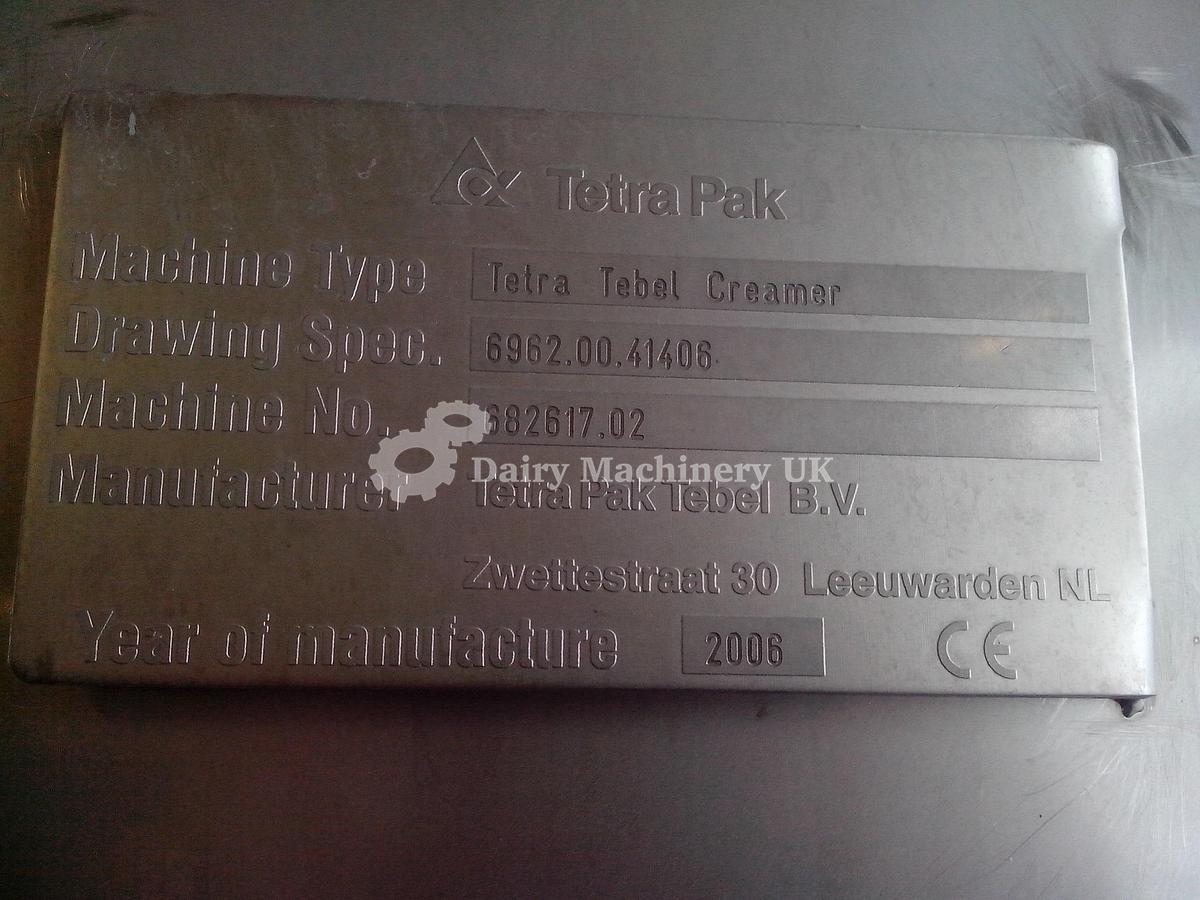 Tetra Pak
Machine Type Tetra Tebel Creamer
Drawing Spec. 6962.00.41406
Machine No. 682617.02
Dairy Machinery UK
Manufacturer Tetra Pak Tebel B.V.
Zwettestraat 30 Leeuwarden NL
Year of manufacture 2006 CE